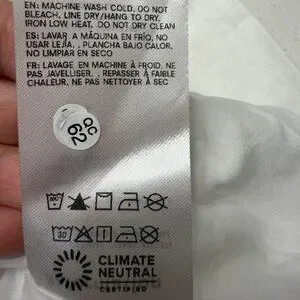 EN: MACHINE WASH COLD, DO NOT
BLEACH, LINE DRY/HANG TO DRY,
IRON LOW HEAT, DO NOT DRY CLEAN
ES: LAVAR A MÁQUINA EN FRÍO, NO
USAR LEJÍA, , PLANCHA BAJO CALOR,
NO LIMPIAR EN SECO
FR: LAVAGE EN MACHINE À FROID, NE
PAS JAVELLISER, , REPASSER À FAIBLE
CHALEUR, NE PAS NETTOYER À SEC
QC
62
30
CLIMATE
NEUTRAL
CERTIFIED